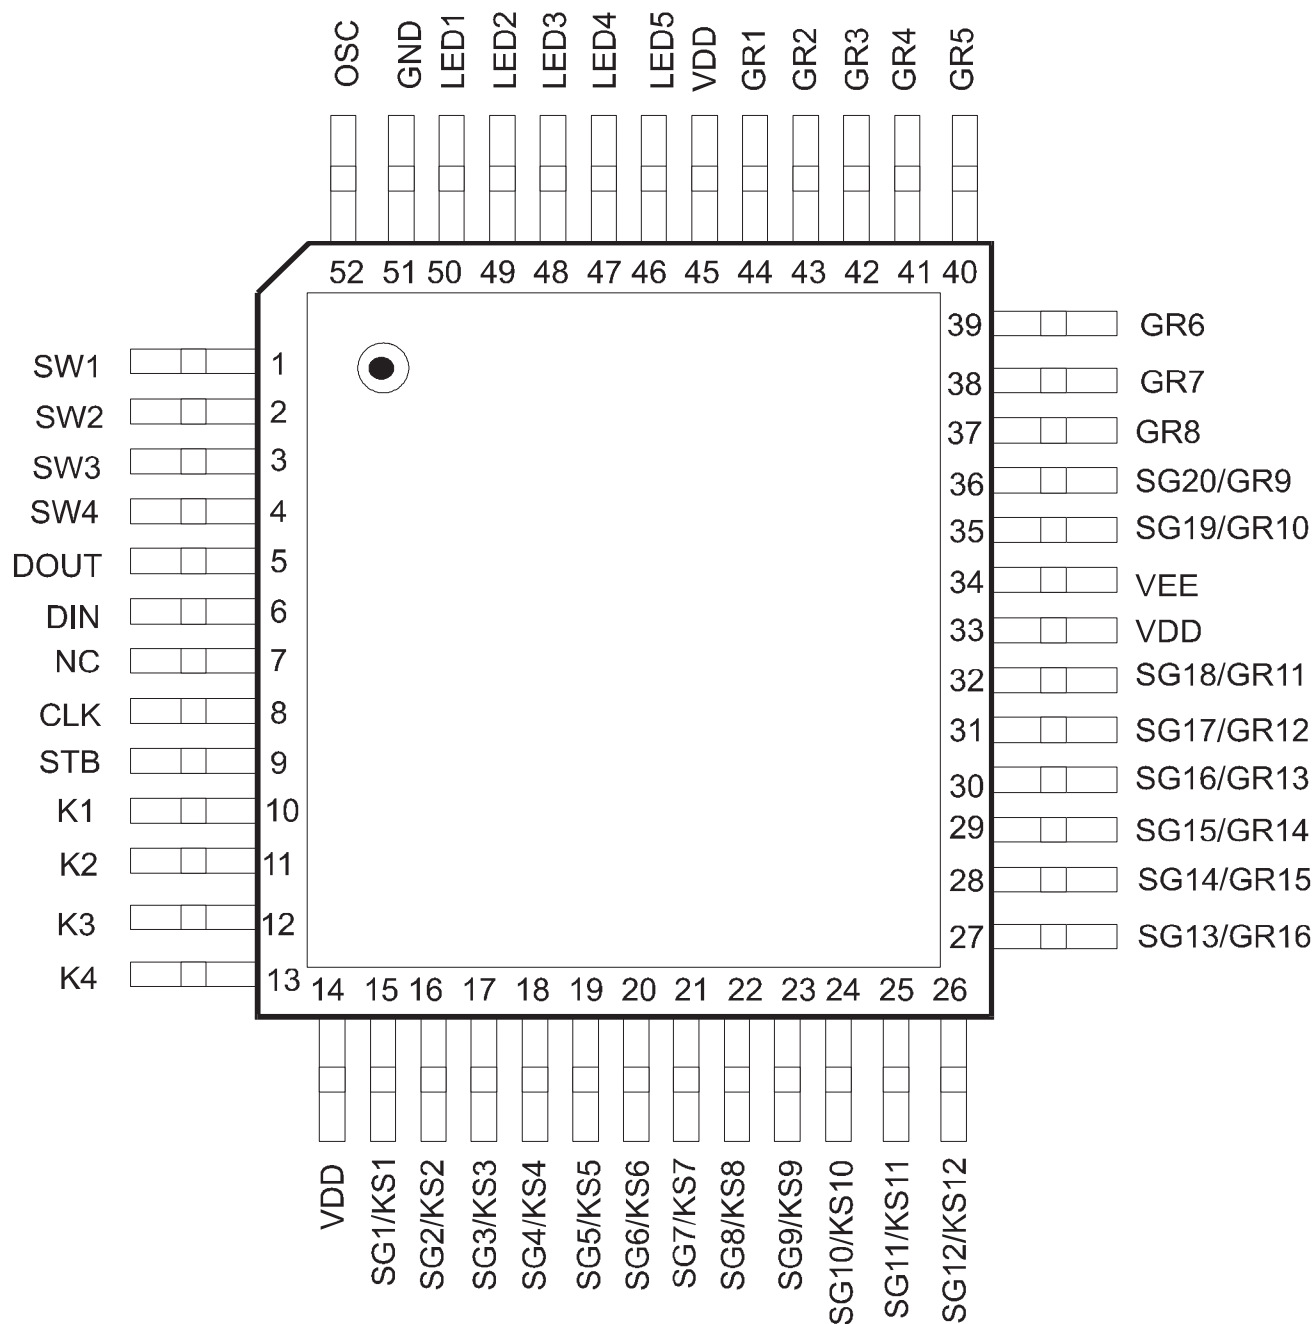 OSC GND LED1 LED2 LED3 LED4 LED5 VDD GR1 GR2 GR3 GR4 GR5
52 51 50 49 48 47 46 45 44 43 42 41 40
SW1 1
SW2 2
SW3 3
SW4 4
DOUT 5
DIN 6
NC 7
CLK 8
STB 9
K1 10
K2 11
K3 12
K4 13
39 GR6
38 GR7
37 GR8
36 SG20/GR9
35 SG19/GR10
34 VEE
33 VDD
32 SG18/GR11
31 SG17/GR12
30 SG16/GR13
29 SG15/GR14
28 SG14/GR15
27 SG13/GR16
14 15 16 17 18 19 20 21 22 23 24 25 26
VDD SG1/KS1 SG2/KS2 SG3/KS3 SG4/KS4 SG5/KS5 SG6/KS6 SG7/KS7 SG8/KS8 SG9/KS9 SG10/KS10 SG11/KS11 SG12/KS12